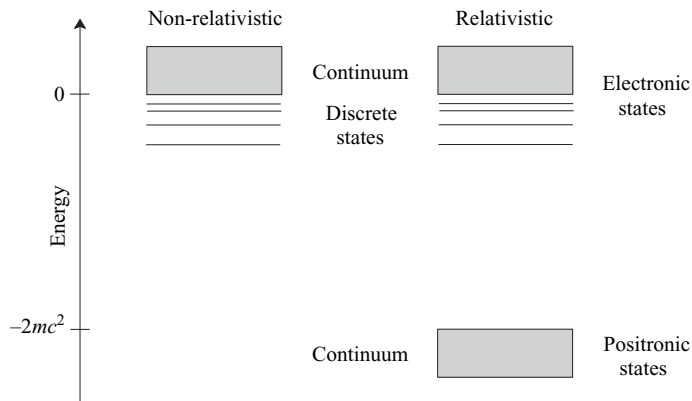 Non-relativistic
Relativistic
Continuum
Electronic
states
0
Discrete
states
Energy
−2mc²
Continuum
Positronic
states